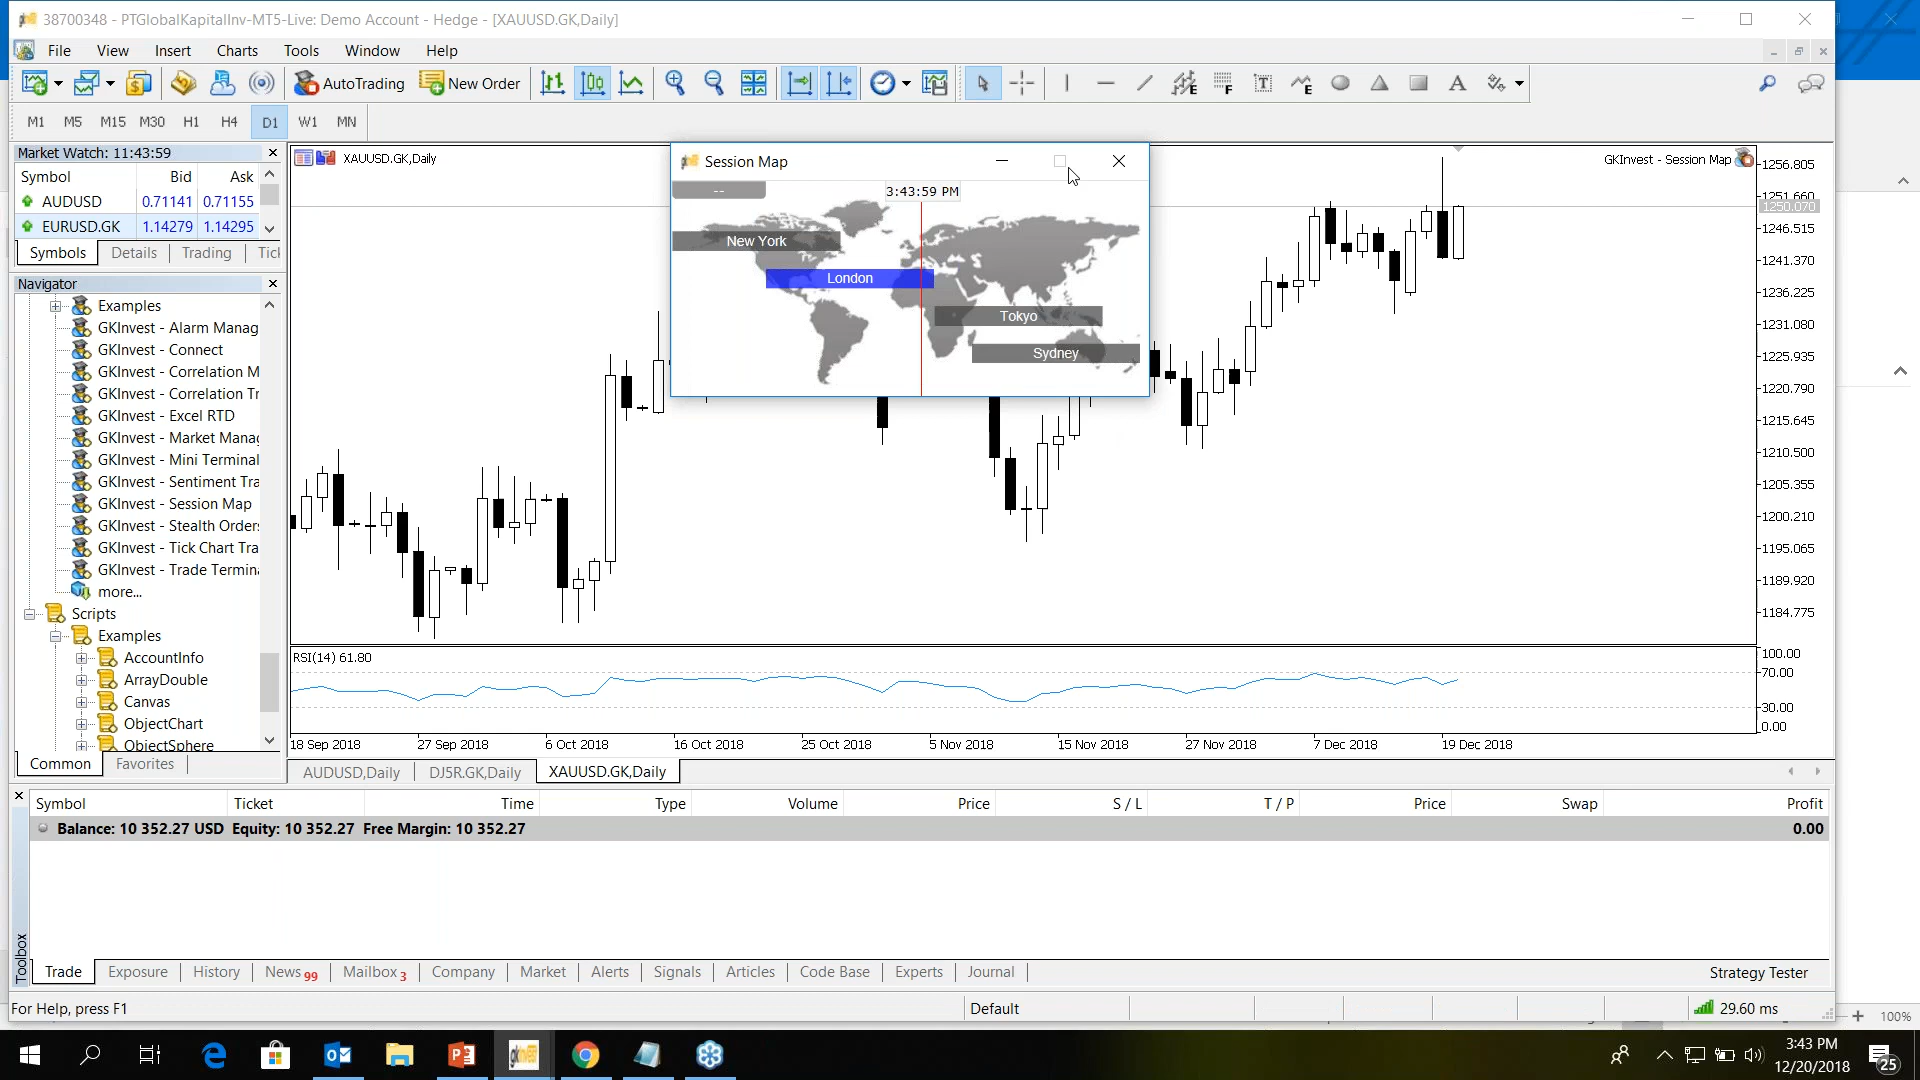 38700348 - PTGlobalKapitalInv-MT5-Live: Demo Account - Hedge - [XAUUSD.GK,Daily]
File View Insert Charts Tools Window Help
AutoTrading New Order
M1 M5 M15 M30 H1 H4 D1 W1 MN
Market Watch: 11:43:59
Symbol Bid Ask
AUDUSD 0.71141 0.71155
EURUSD.GK 1.14279 1.14295
Symbols Details Trading Tick
Navigator
Examples
GKInvest - Alarm Manag
GKInvest - Connect
GKInvest - Correlation M
GKInvest - Correlation Tr
GKInvest - Excel RTD
GKInvest - Market Manag
GKInvest - Mini Terminal
GKInvest - Sentiment Tra
GKInvest - Session Map
GKInvest - Stealth Orders
GKInvest - Tick Chart Tra
GKInvest - Trade Termina
more...
Scripts
Examples
AccountInfo
ArrayDouble
Canvas
ObjectChart
ObjectSphere
Common Favorites
XAUUSD.GK,Daily
GKInvest - Session Map
Session Map
--
3:43:59 PM
New York
London
Tokyo
Sydney
1256.805
1251.660
1250.070
1246.515
1241.370
1236.225
1231.080
1225.935
1220.790
1215.645
1210.500
1205.355
1200.210
1195.065
1189.920
1184.775
RSI(14) 61.80
100.00
70.00
30.00
0.00
18 Sep 2018 27 Sep 2018 6 Oct 2018 16 Oct 2018 25 Oct 2018 5 Nov 2018 15 Nov 2018 27 Nov 2018 7 Dec 2018 19 Dec 2018
AUDUSD,Daily DJ5R.GK,Daily XAUUSD.GK,Daily
Symbol Ticket Time Type Volume Price S / L T / P Price Swap Profit
Balance: 10 352.27 USD Equity: 10 352.27 Free Margin: 10 352.27 0.00
Toolbox
Trade Exposure History News 99 Mailbox 3 Company Market Alerts Signals Articles Code Base Experts Journal Strategy Tester
For Help, press F1 Default 29.60 ms
100%
3:43 PM
12/20/2018
25